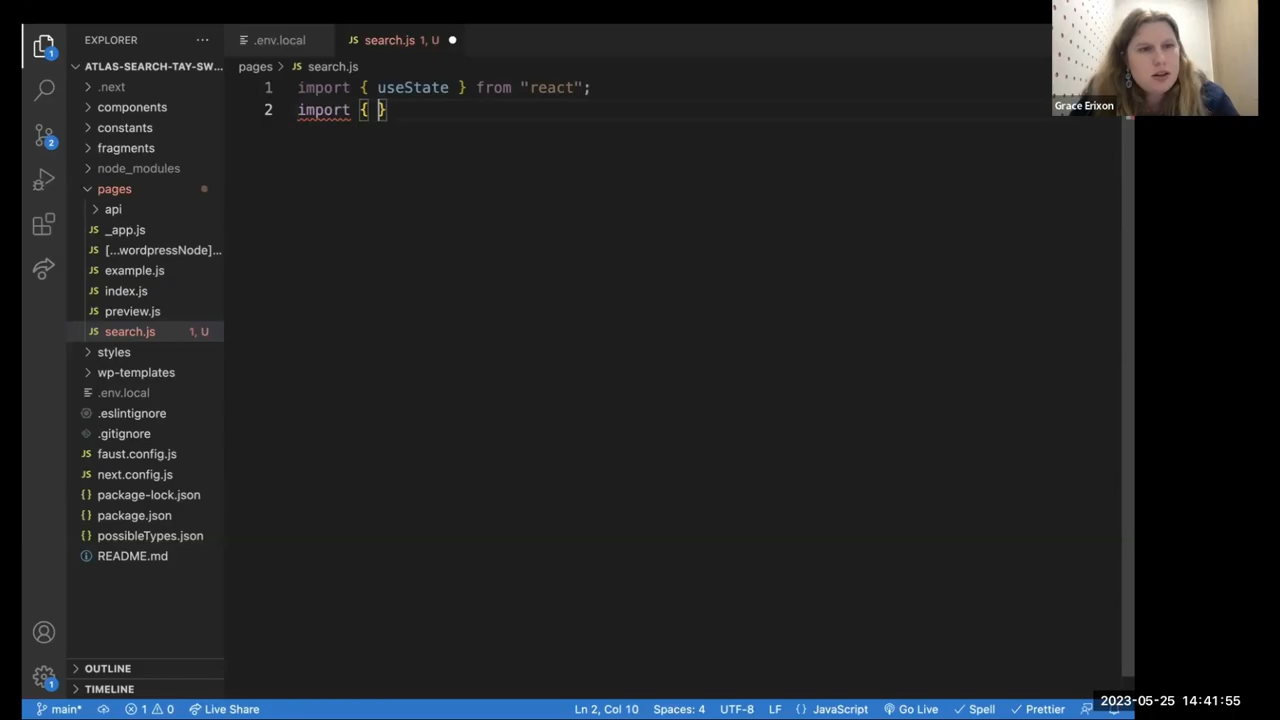 EXPLORER
ATLAS-SEARCH-TAY-SW...
.next
components
constants
fragments
node_modules
pages
api
JS _app.js
JS [...wordpressNode]...
JS example.js
JS index.js
JS preview.js
JS search.js 1, U
styles
wp-templates
.env.local
.eslintignore
.gitignore
JS faust.config.js
JS next.config.js
{} package-lock.json
{} package.json
{} possibleTypes.json
README.md
OUTLINE
TIMELINE
1
2
1
.env.local
JS search.js 1, U
pages > JS search.js
1 import { useState } from "react";
2 import { }
Grace Erixon
main* 1 0 Live Share
Ln 2, Col 10 Spaces: 4 UTF-8 LF {} JavaScript Go Live Spell Prettier
2023-05-25 14:41:55